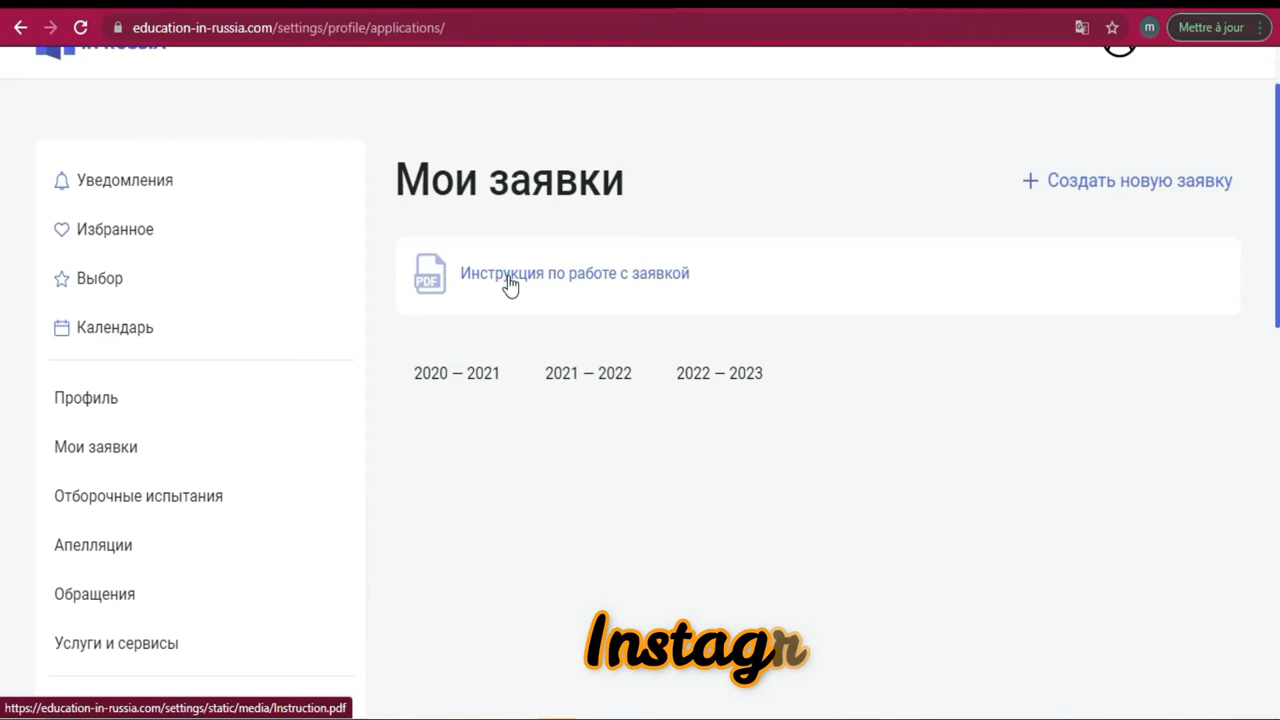 education-in-russia.com/settings/profile/applications/
m
Mettre à jour
IN RUSSIA
Уведомления
Избранное
Выбор
Календарь
Профиль
Мои заявки
Отборочные испытания
Апелляции
Обращения
Услуги и сервисы
Мои заявки
+ Создать новую заявку
PDF
Инструкция по работе с заявкой
2020 – 2021
2021 – 2022
2022 – 2023
Instagr
https://education-in-russia.com/settings/static/media/Instruction.pdf